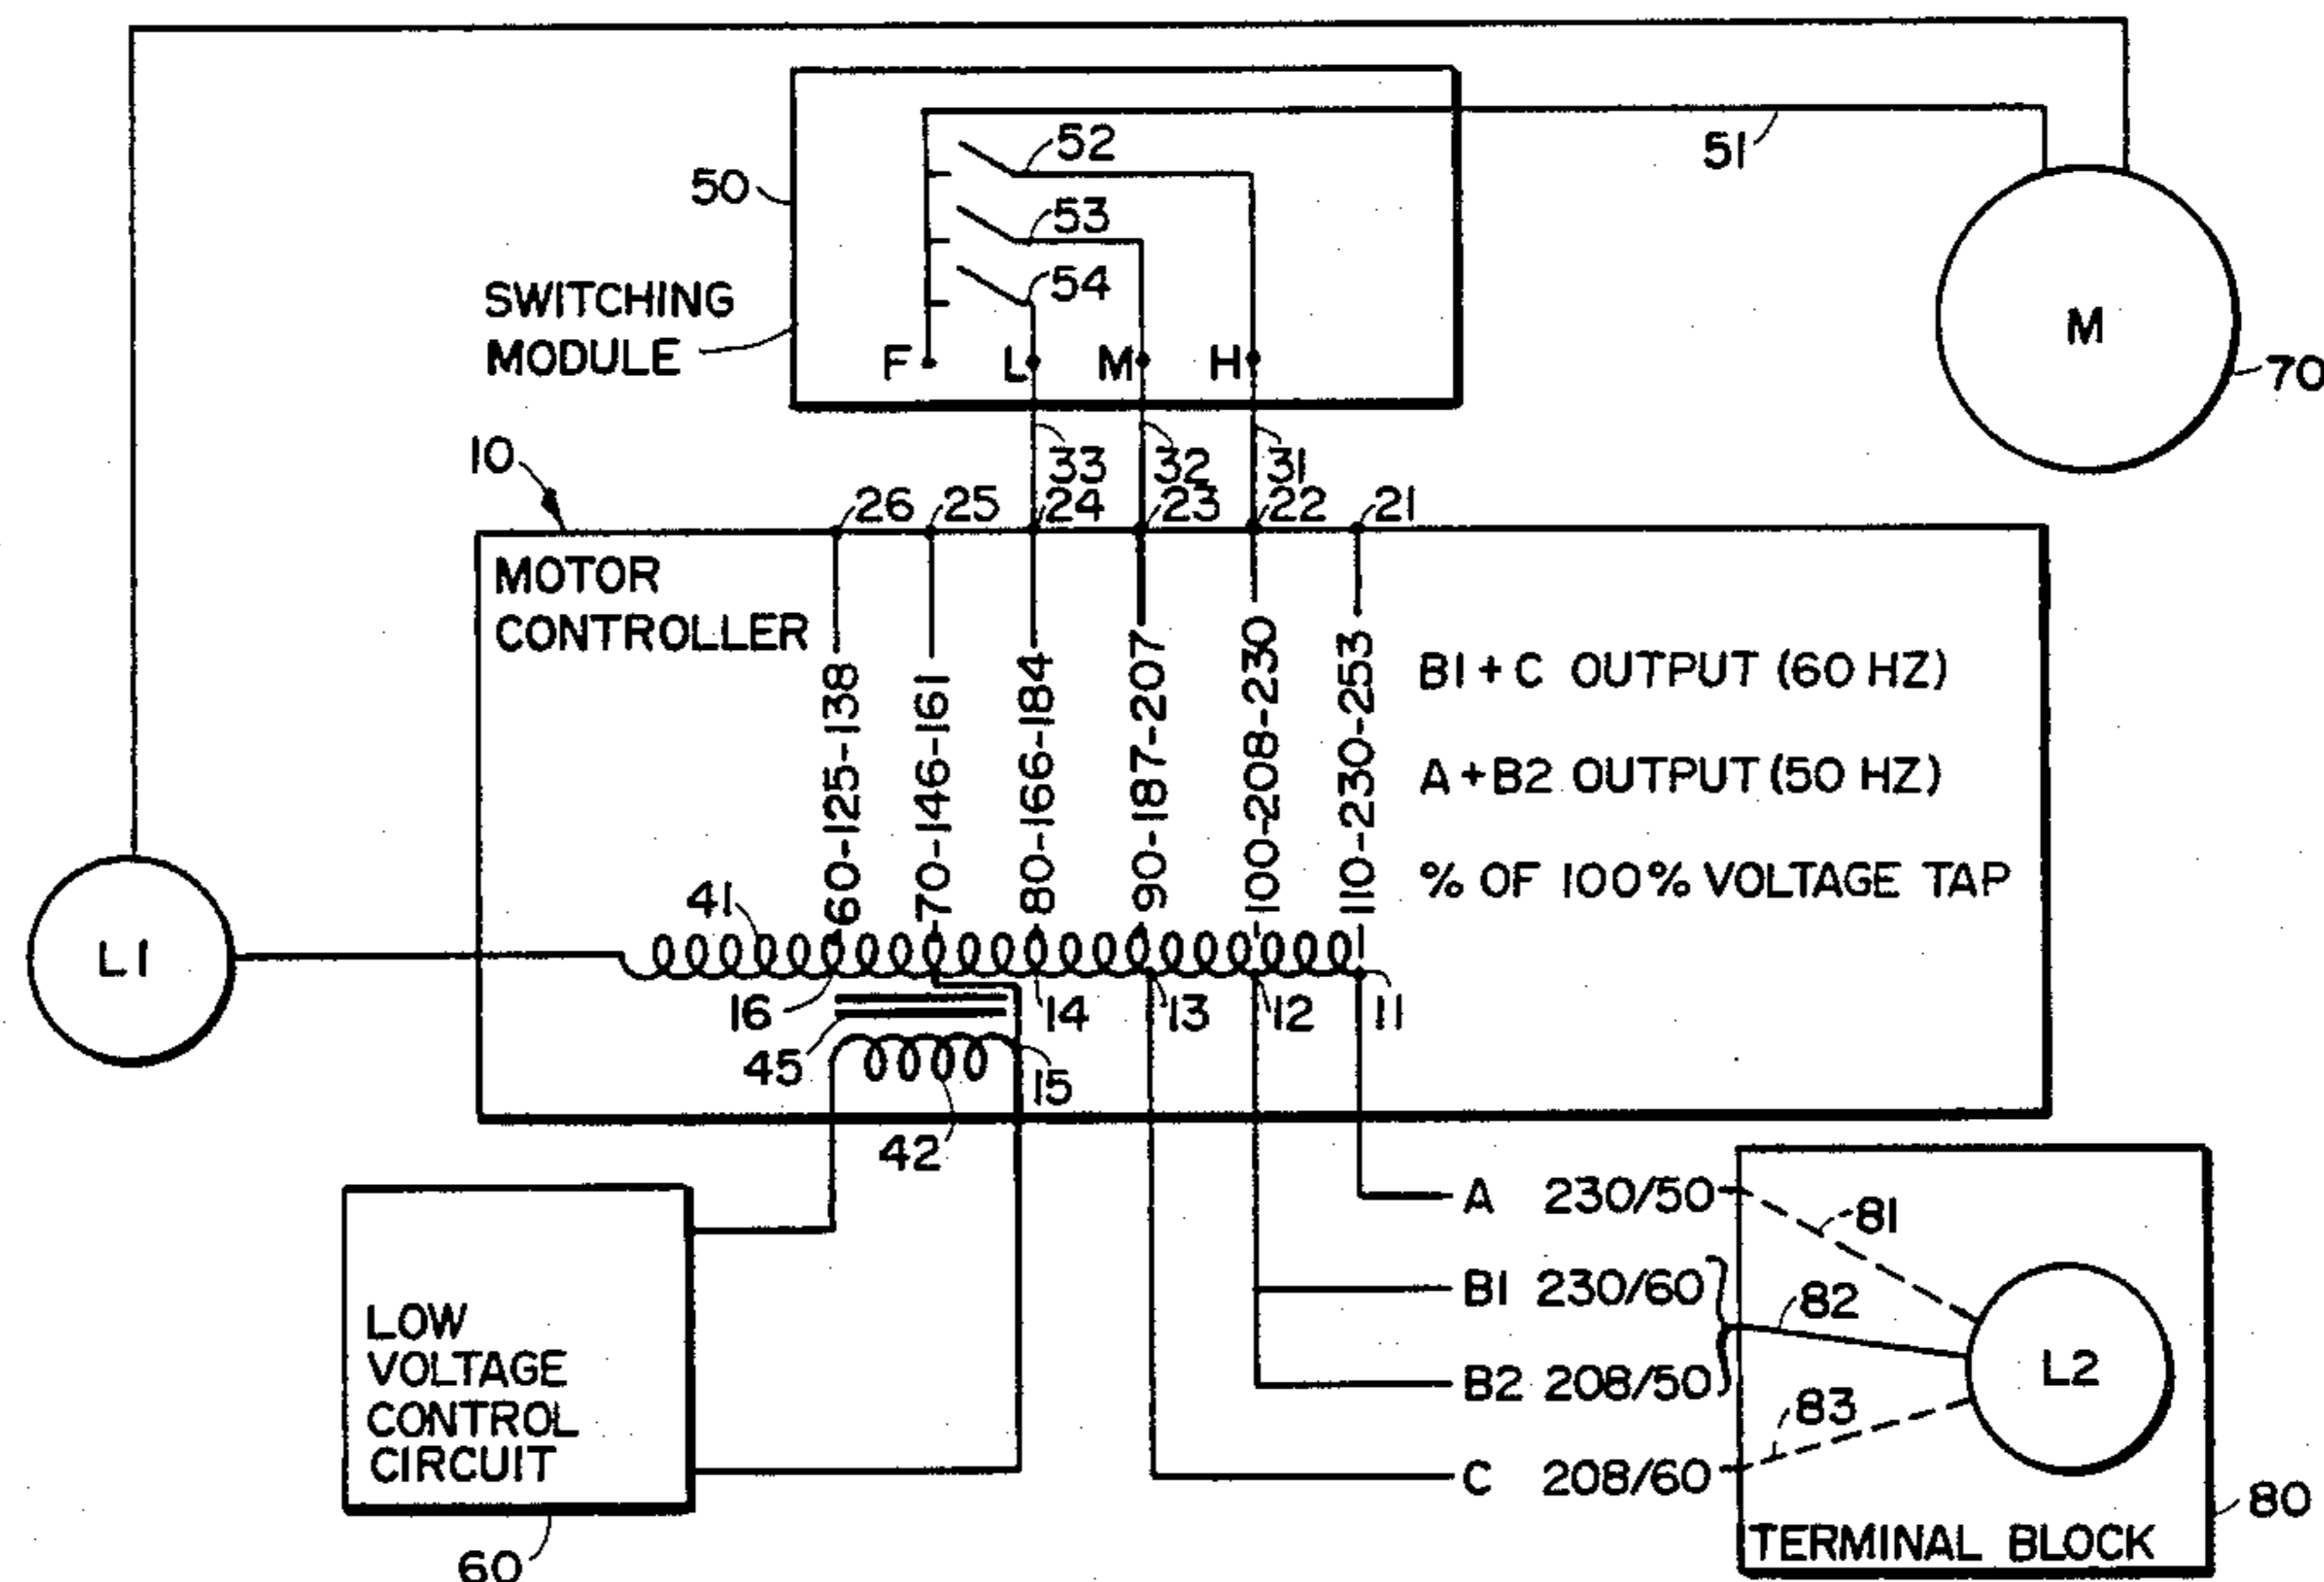 52
51
50
53
54
SWITCHING
MODULE
F
L
M
H
M
70
10
33
32
31
26
25
24
23
22
21
MOTOR
CONTROLLER
60-125-138
70-146-161
80-166-184
90-187-207
100-208-230
110-230-253
B1 + C OUTPUT (60 HZ)
A + B2 OUTPUT (50 HZ)
% OF 100% VOLTAGE TAP
41
L1
16
14
13
12
11
45
15
42
A 230/50
81
B1 230/60
82
B2 208/50
L2
83
C 208/60
80
LOW
VOLTAGE
CONTROL
CIRCUIT
60
TERMINAL BLOCK